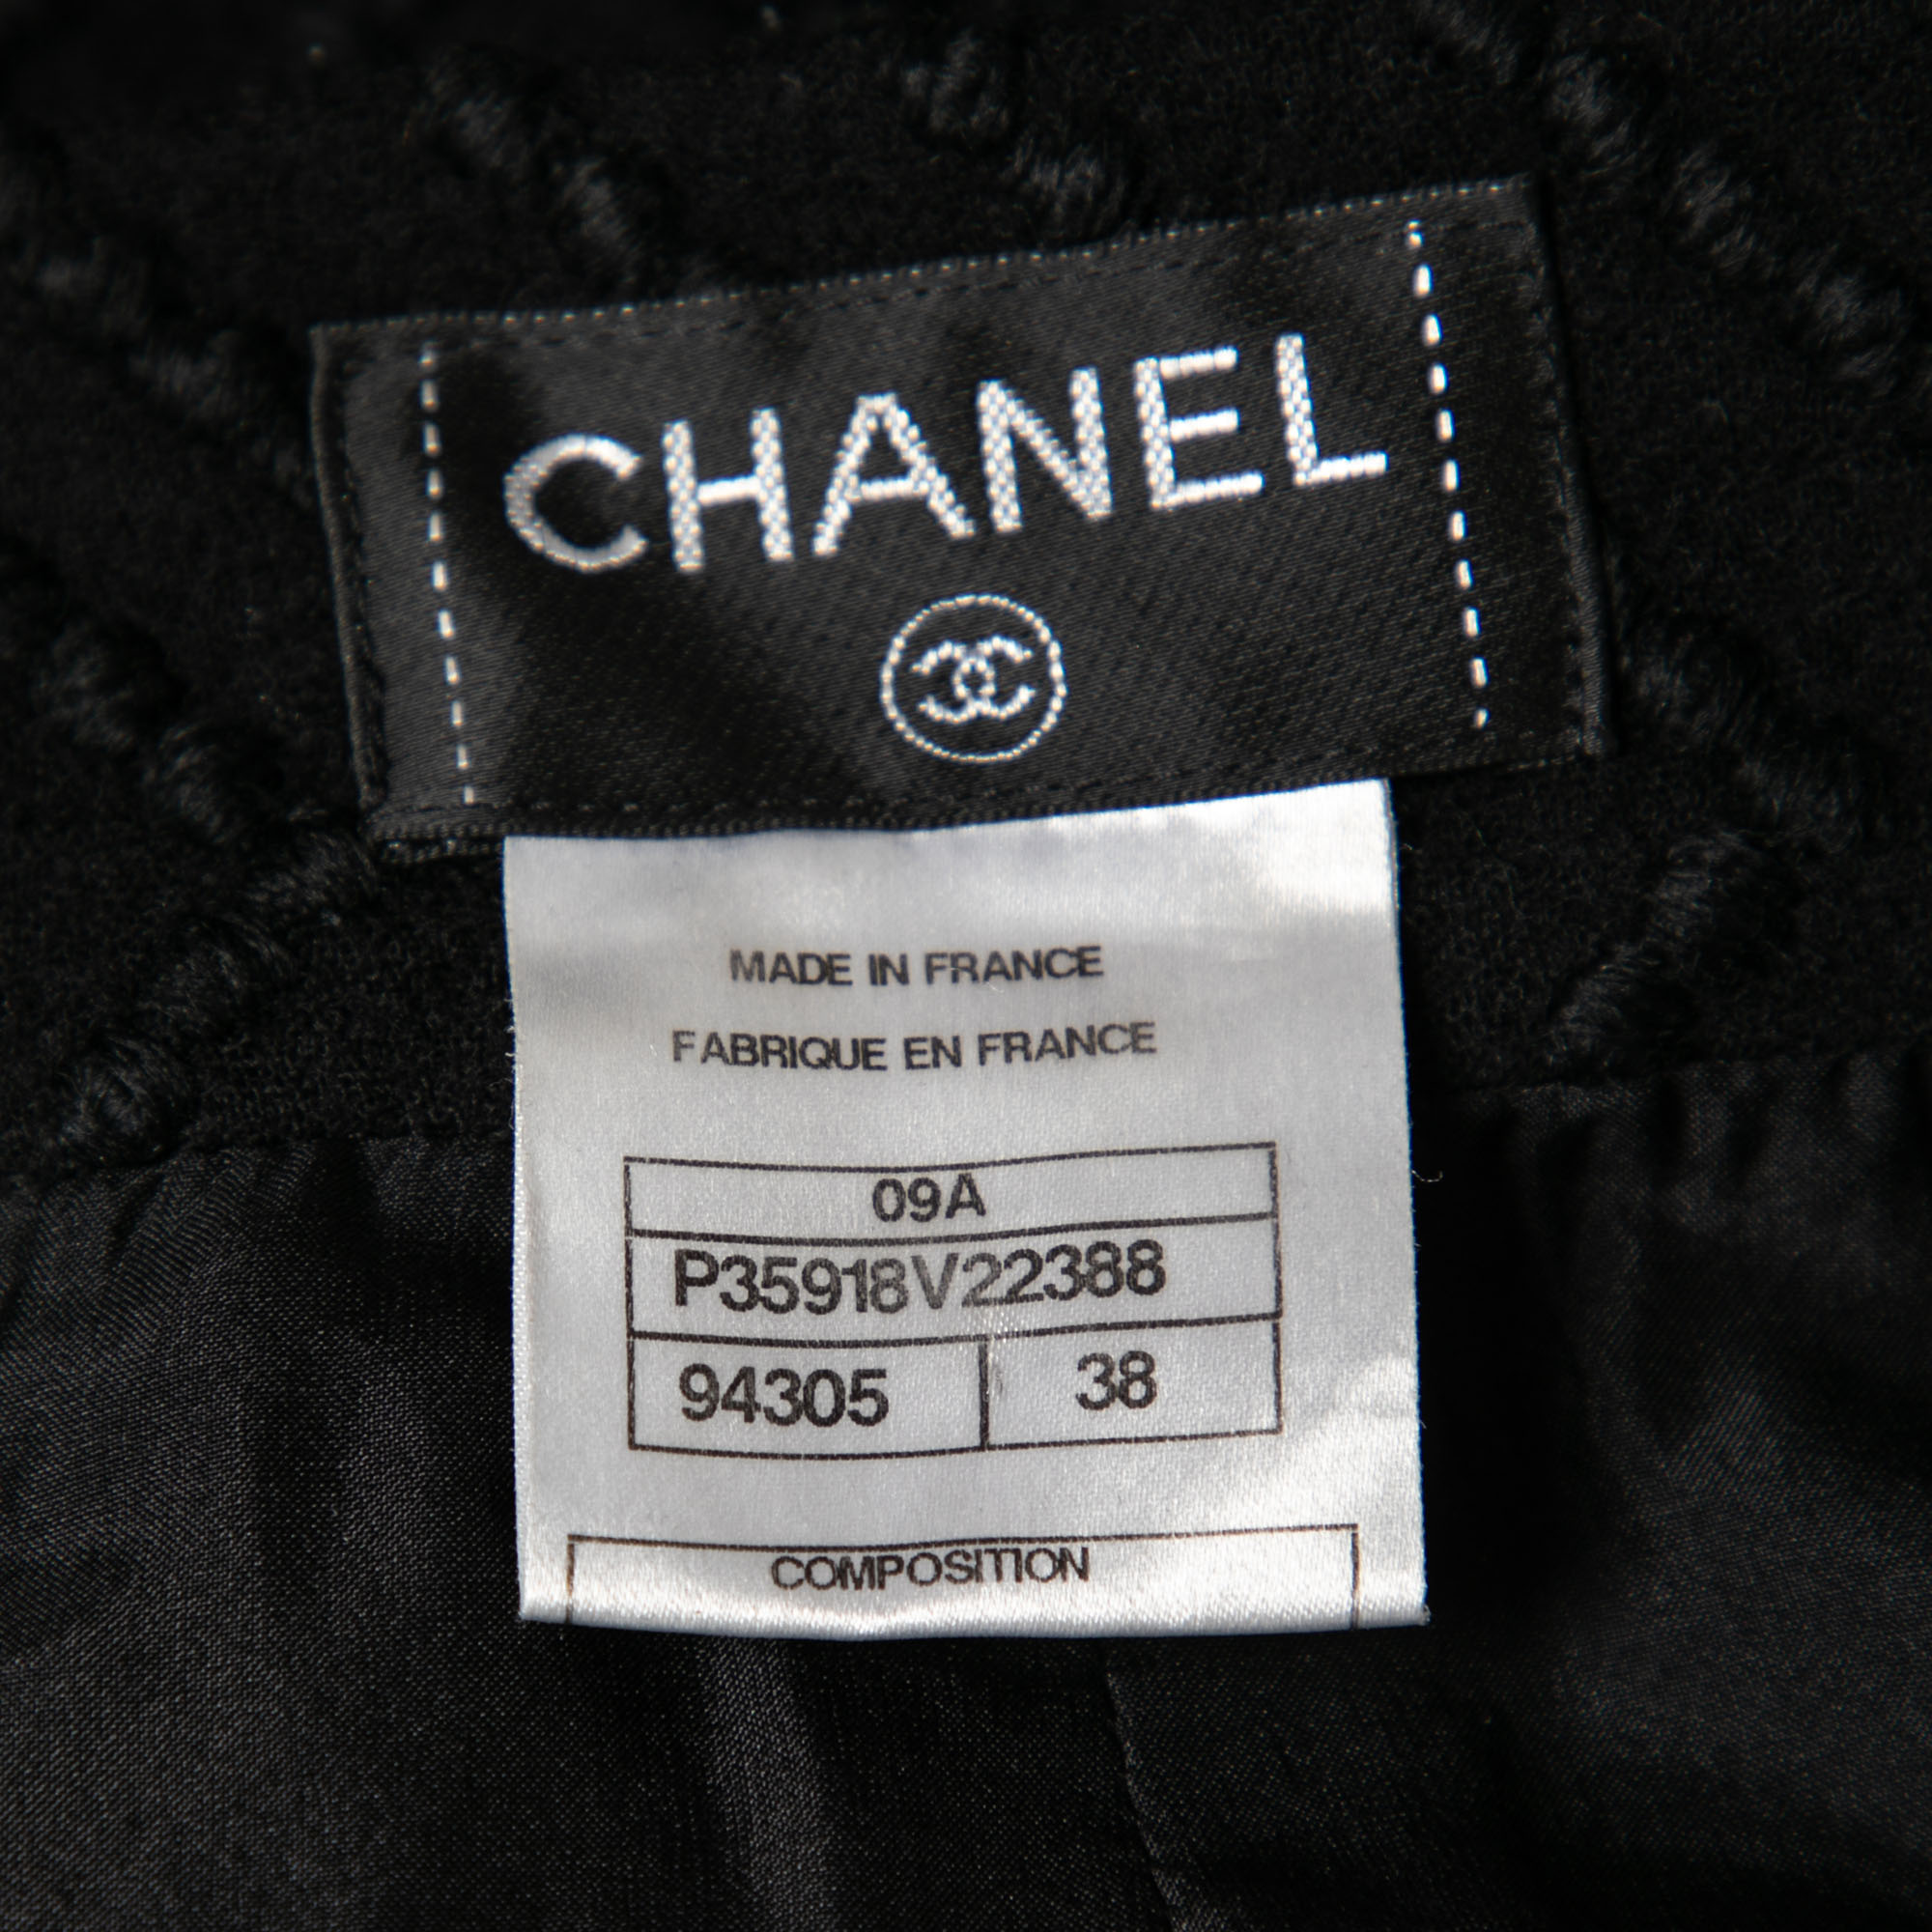 CHANEL
MADE IN FRANCE
FABRIQUE EN FRANCE
09A
P35918V22388
94305 38
COMPOSITION